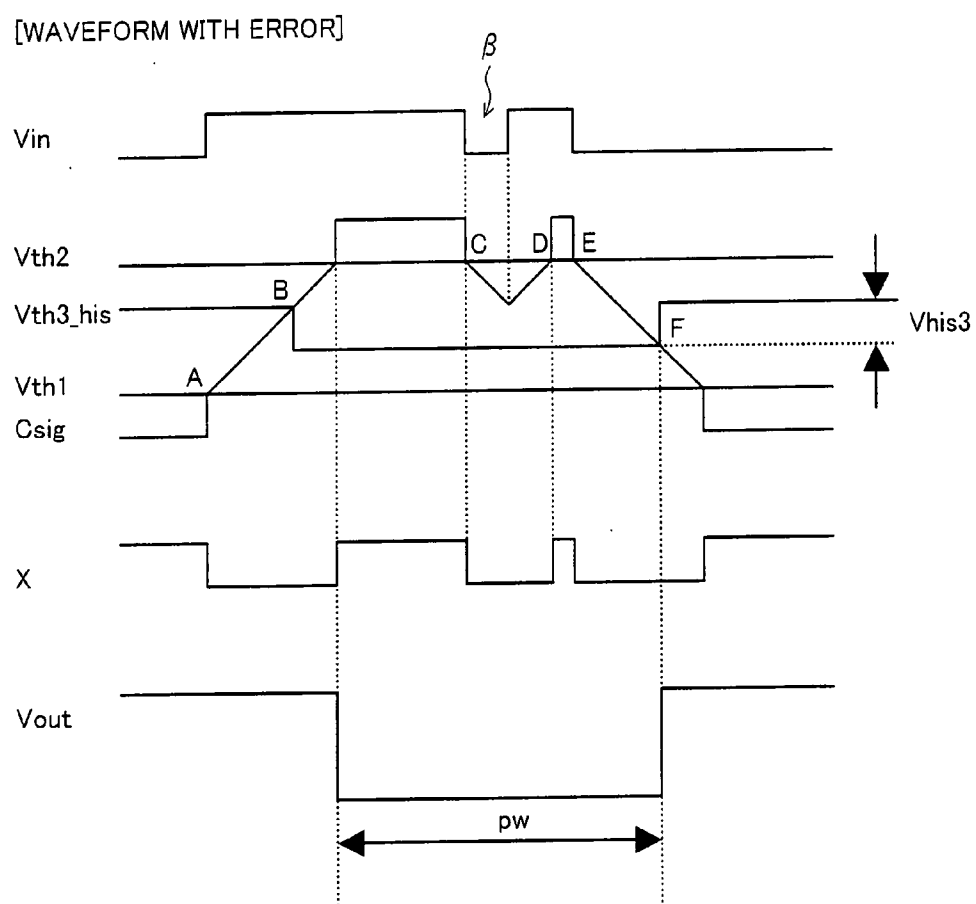 [WAVEFORM WITH ERROR]
β
Vin
C D E
Vth2
B
Vth3_his
F
Vhis3
A
Vth1
Csig
X
Vout
pw